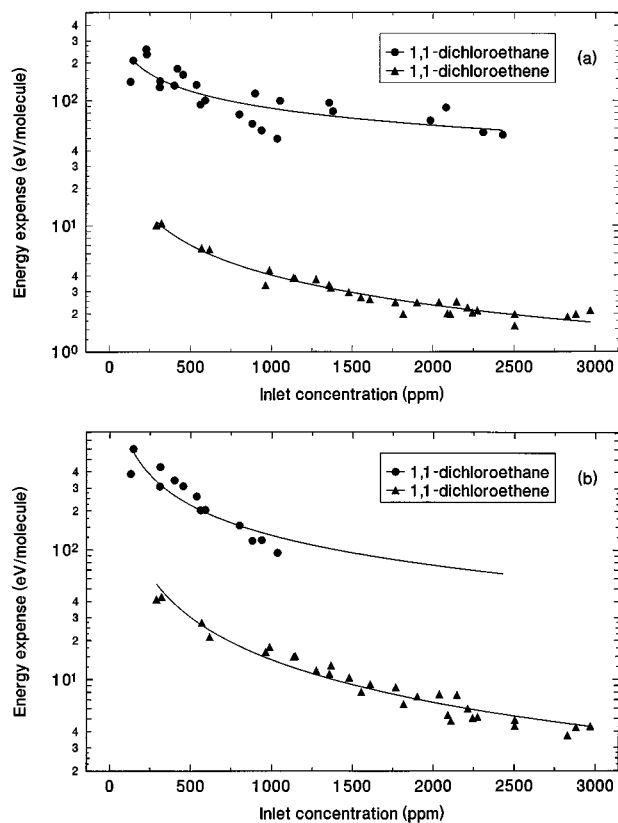 4
3
2
10²
4
3
2
10¹
4
3
2
10⁰
Energy expense (eV/molecule)
1,1-dichloroethane
1,1-dichloroethene
(a)
0 500 1000 1500 2000 2500 3000
Inlet concentration (ppm)
4
3
2
10²
4
3
2
10¹
4
3
2
Energy expense (eV/molecule)
1,1-dichloroethane
1,1-dichloroethene
(b)
0 500 1000 1500 2000 2500 3000
Inlet concentration (ppm)